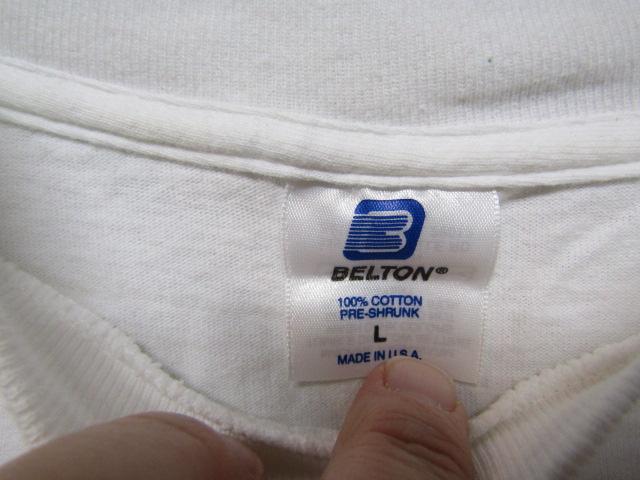 B
BELTON®
100% COTTON
PRE-SHRUNK
L
MADE IN U.S.A.